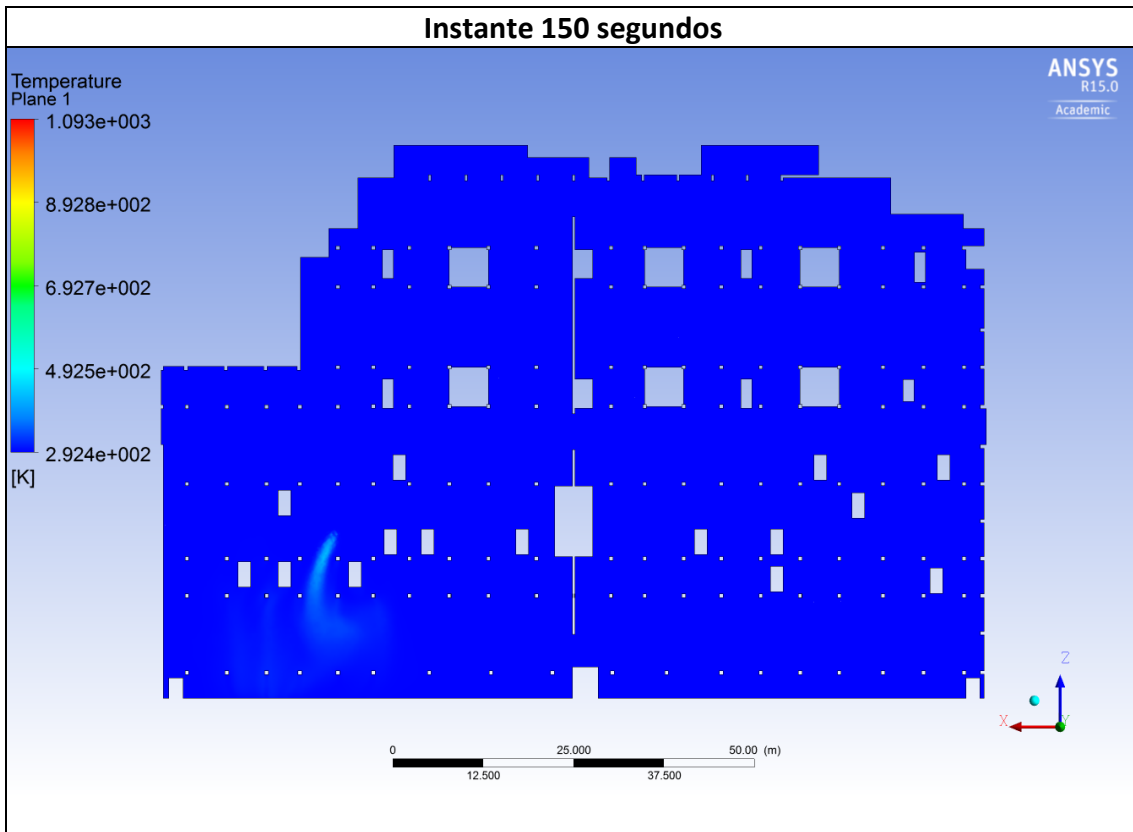 Instante 150 segundos
ANSYS
R15.0
Academic
Temperature
Plane 1
1.093e+003
8.928e+002
6.927e+002
4.925e+002
2.924e+002
[K]
Z
X
Y
0 25.000 50.00 (m)
12.500 37.500